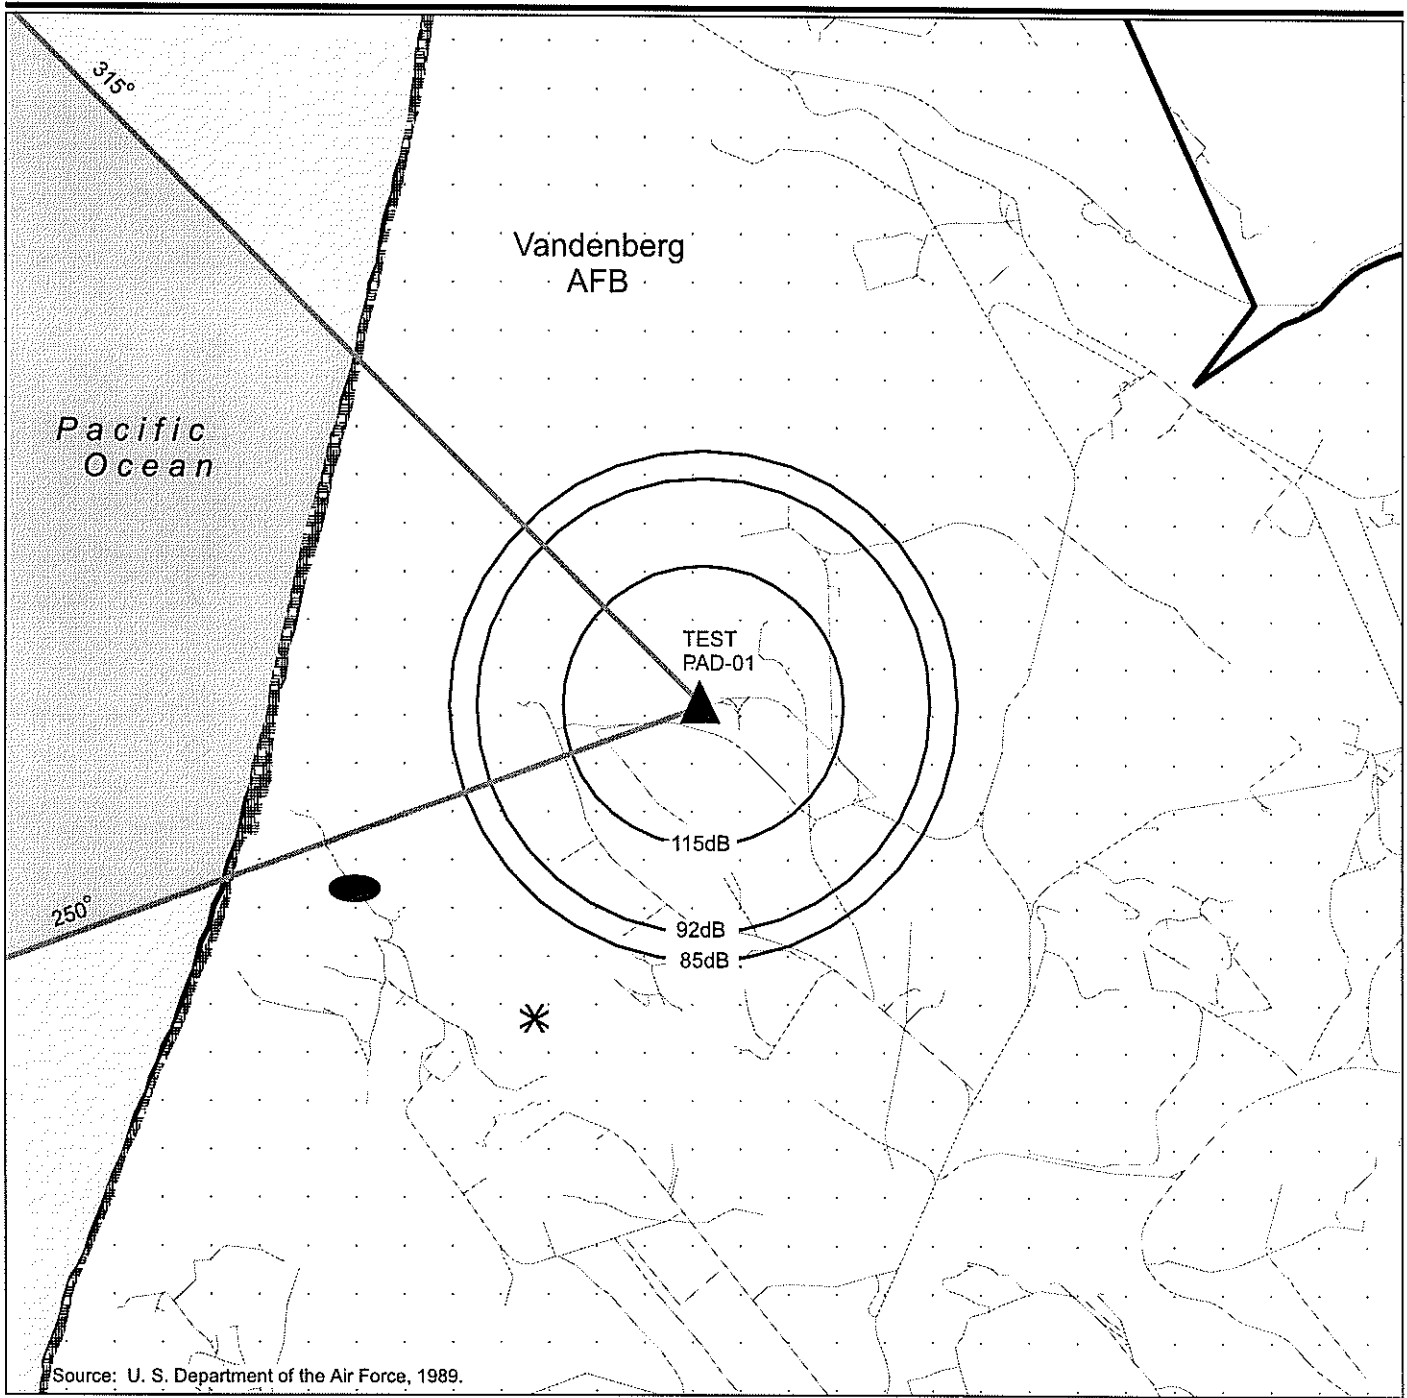 315°
Vandenberg
AFB
Pacific
Ocean
TEST
PAD-01
115dB
250°
92dB
85dB
Source: U. S. Department of the Air Force, 1989.